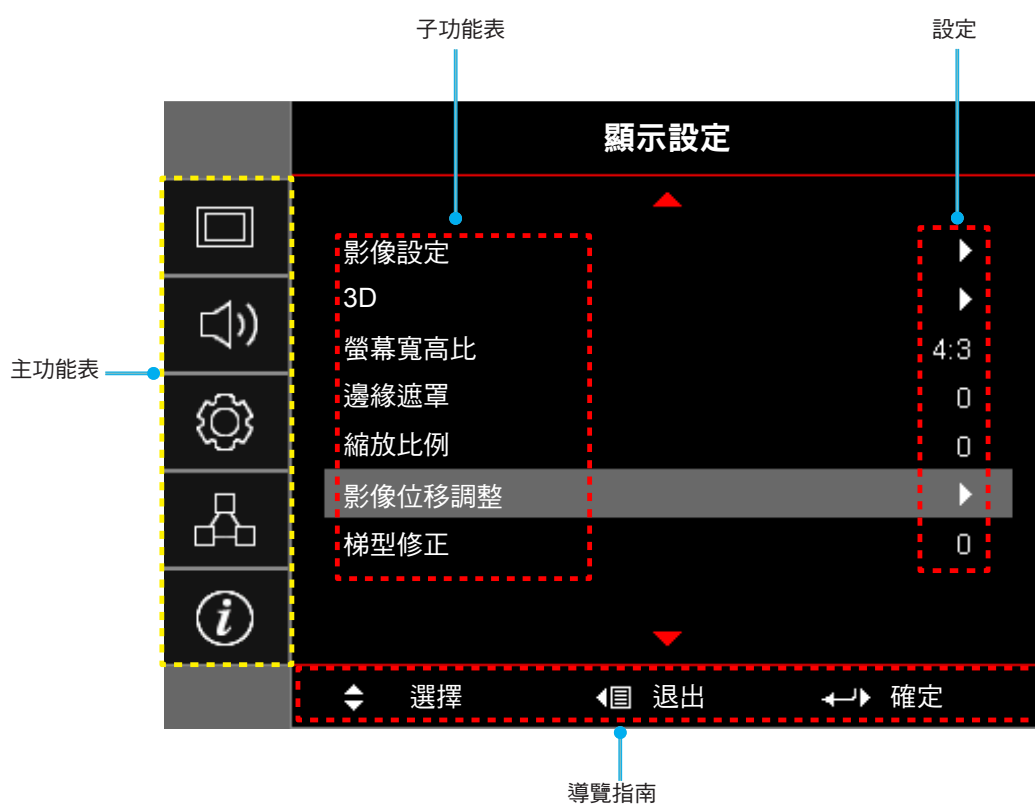 子功能表
設定
顯示設定
影像設定
3D
螢幕寬高比 4:3
邊緣遮罩 0
縮放比例 0
影像位移調整
梯型修正 0
主功能表
選擇 退出 確定
導覽指南